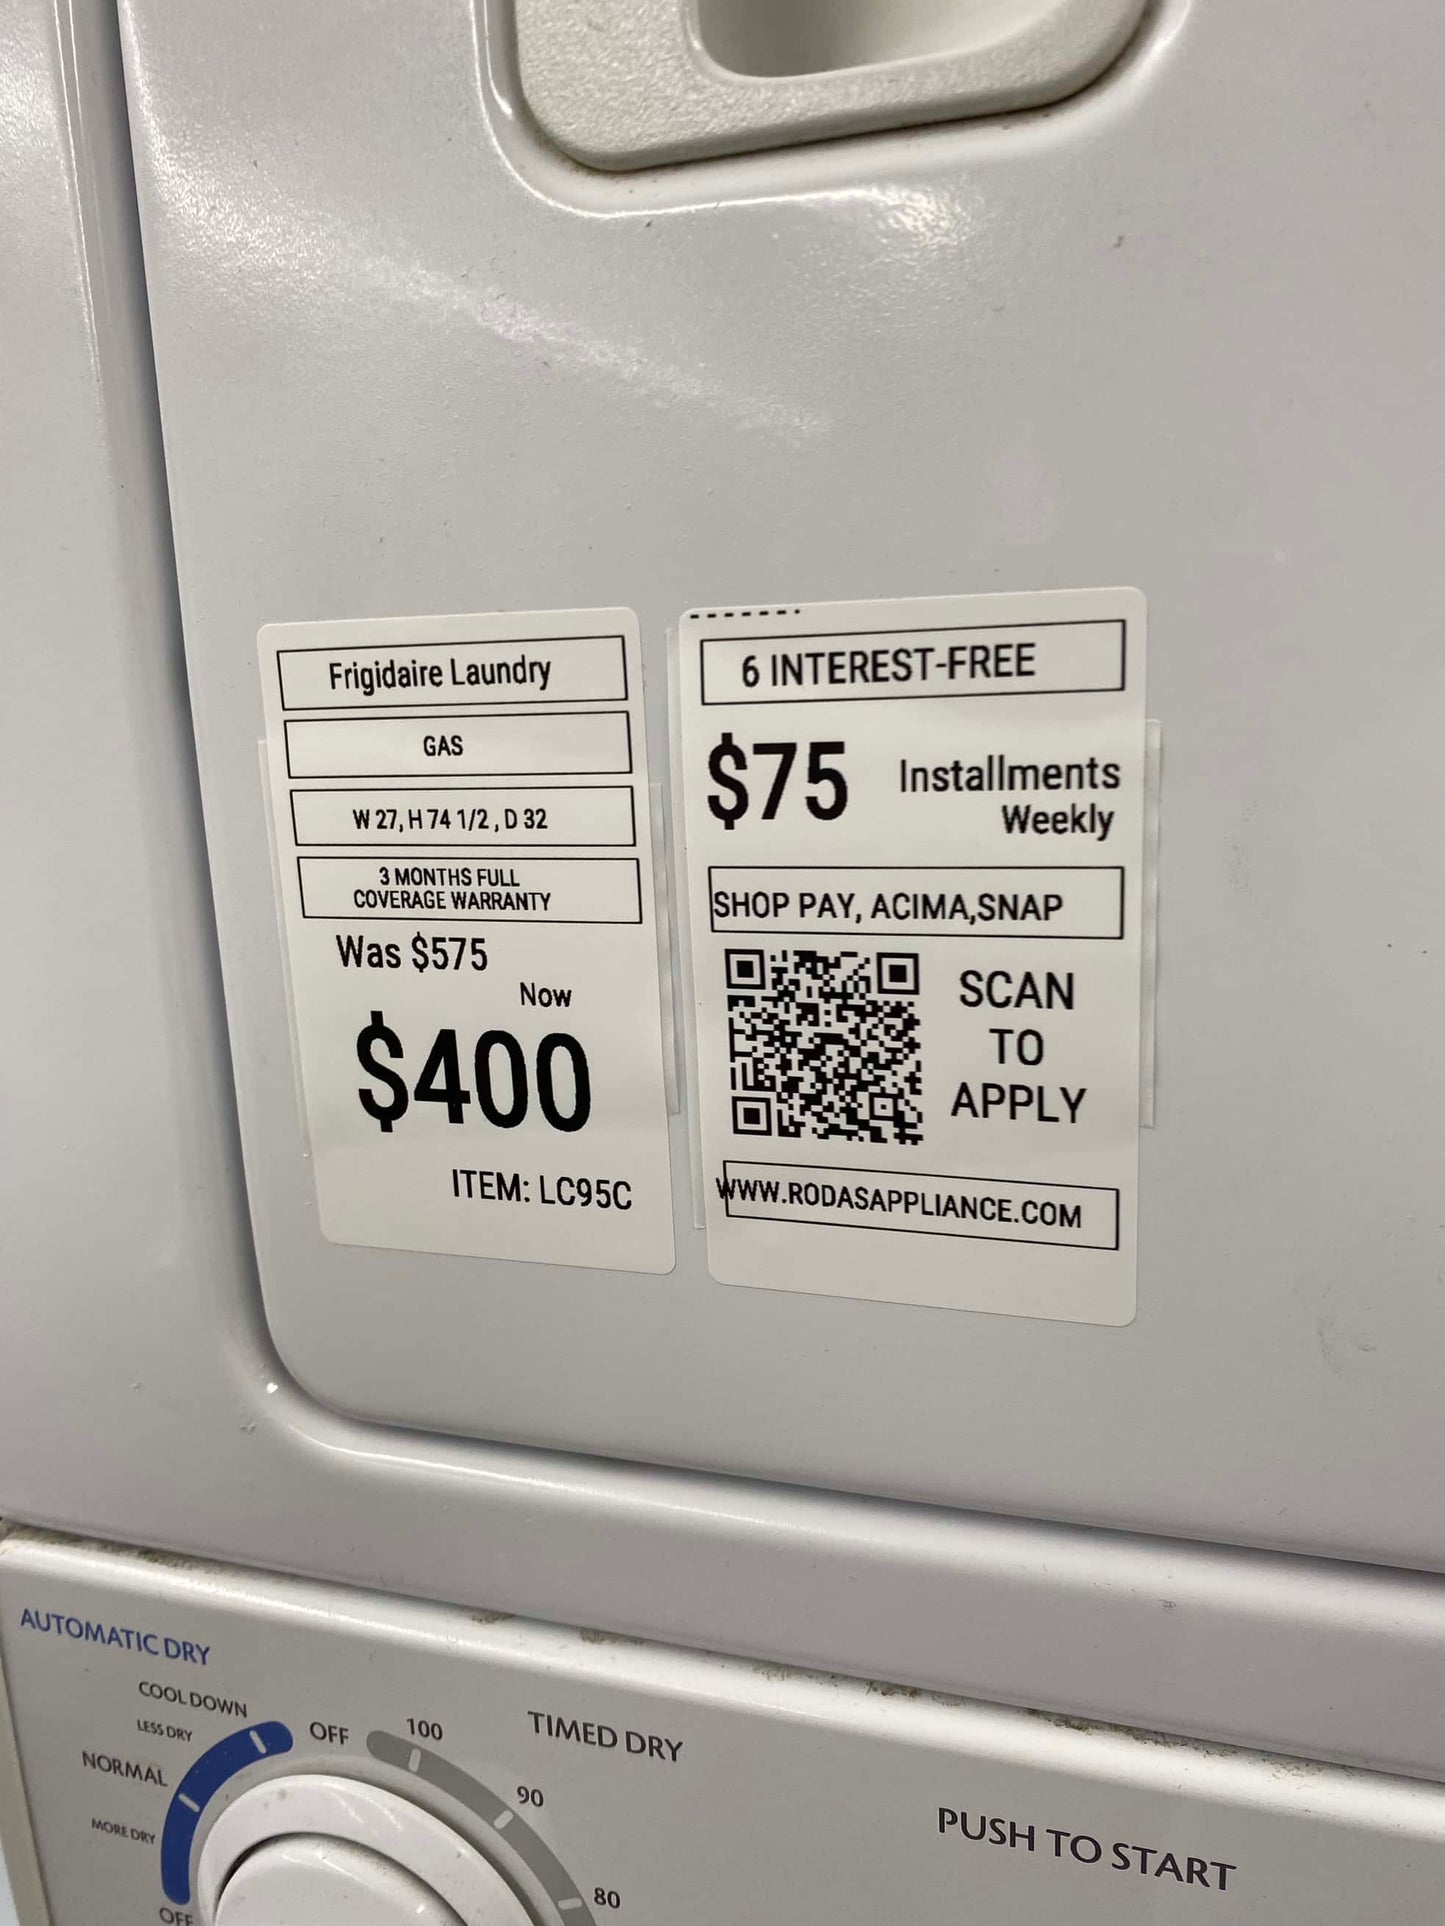 Frigidaire Laundry
GAS
W 27, H 74 1/2 , D 32
3 MONTHS FULL
COVERAGE WARRANTY
Was $575
Now
$400
ITEM: LC95C
6 INTEREST-FREE
$75 Installments
Weekly
SHOP PAY, ACIMA,SNAP
SCAN
TO
APPLY
WWW.RODASAPPLIANCE.COM
AUTOMATIC DRY
COOL DOWN
LESS DRY
NORMAL
MORE DRY
OFF
OFF
100
90
80
TIMED DRY
PUSH TO START